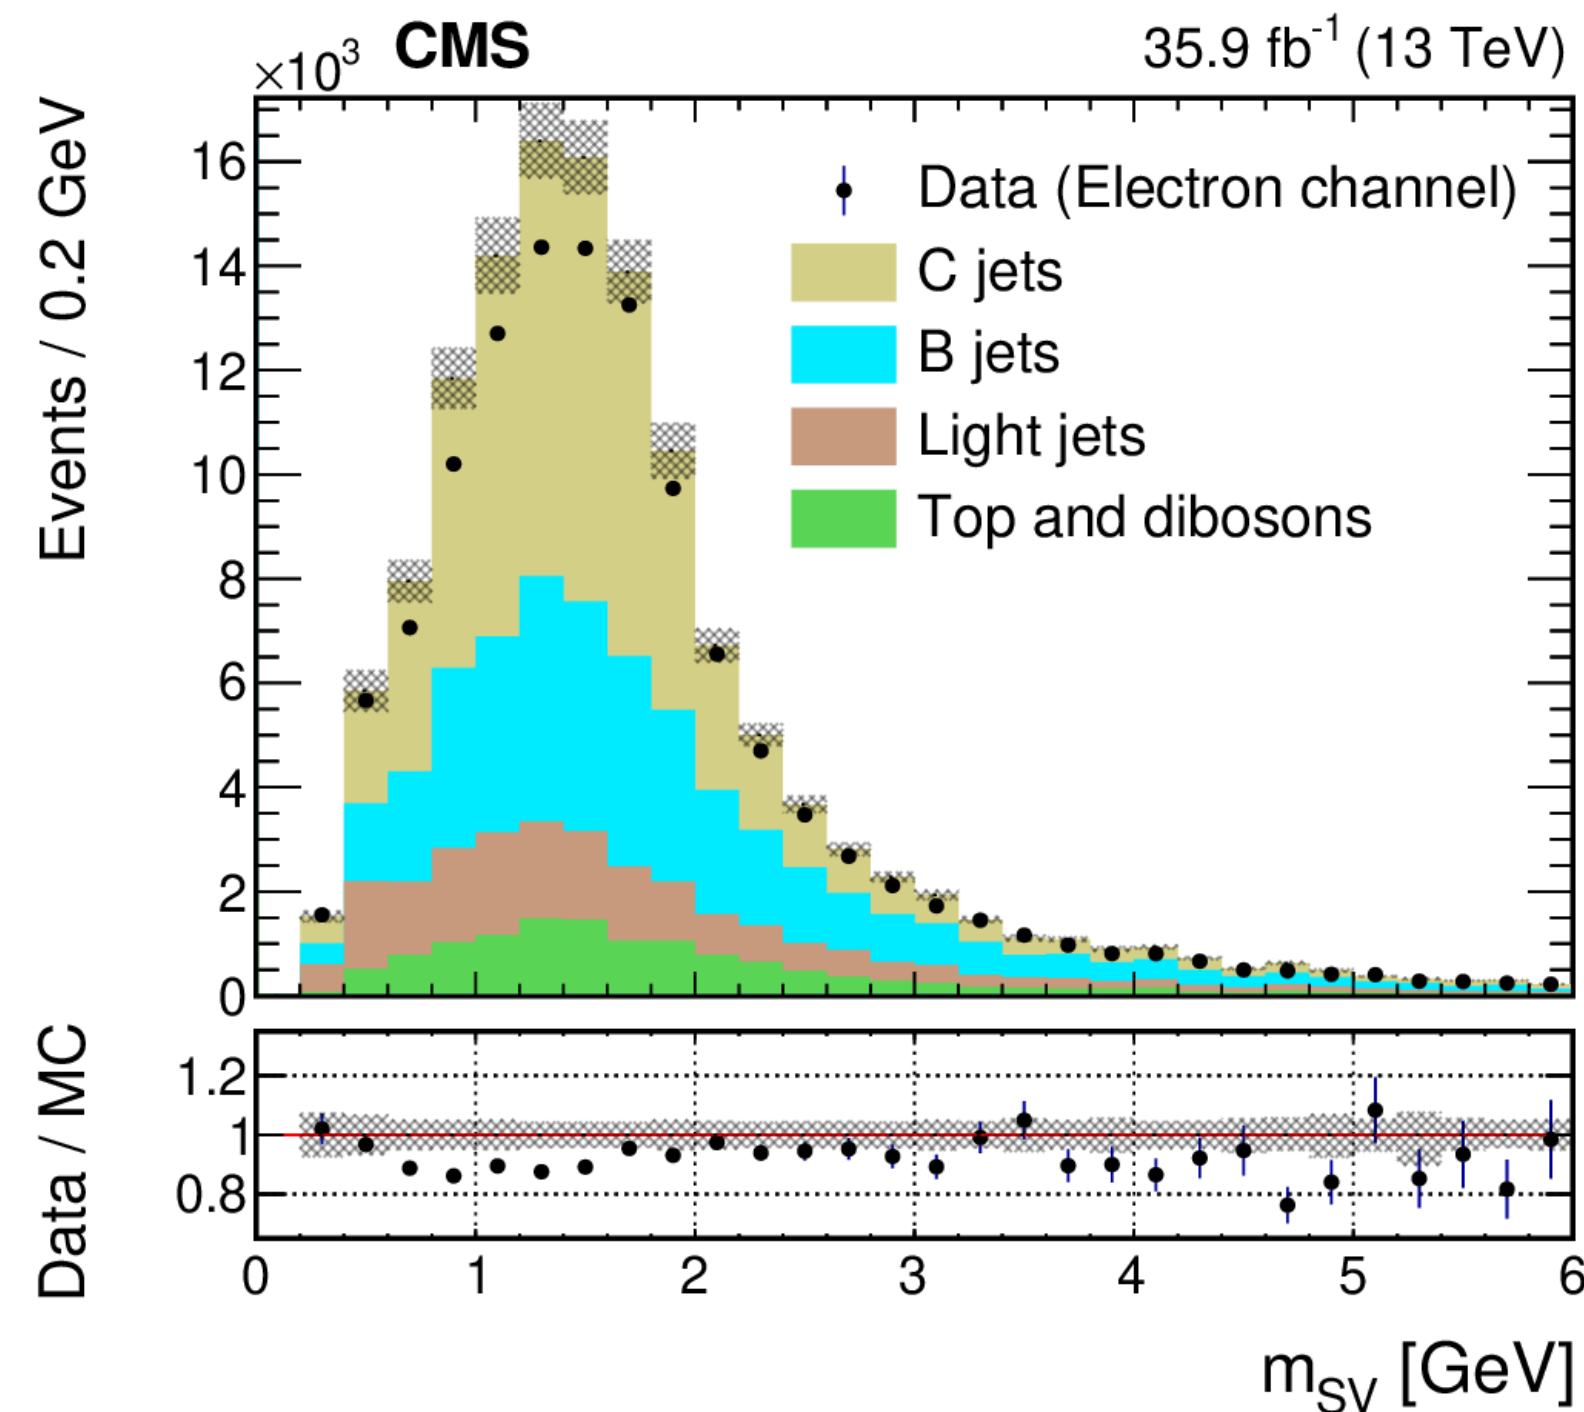 ×10³ CMS 35.9 fb⁻¹ (13 TeV)
Events / 0.2 GeV
16
14
12
10
8
6
4
2
0
Data (Electron channel)
C jets
B jets
Light jets
Top and dibosons
Data / MC
1.2
1
0.8
0 1 2 3 4 5 6
m_SV [GeV]